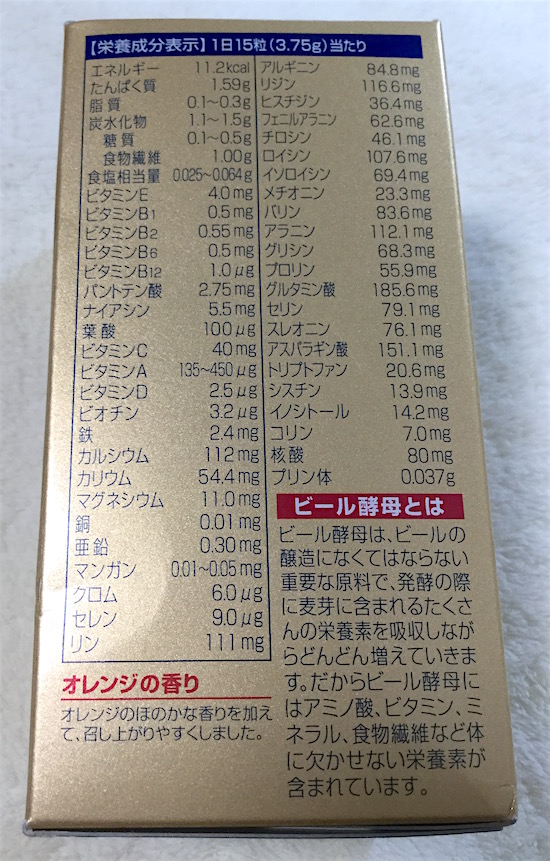 【栄養成分表示】1日15粒(3.75g)当たり
エネルギー 11.2kcal
たんぱく質 1.59g
脂質 0.1〜0.3g
炭水化物 1.1〜1.5g
糖質 0.1〜0.5g
食物繊維 1.00g
食塩相当量 0.025〜0.064g
ビタミンE 4.0mg
ビタミンB1 0.5mg
ビタミンB2 0.55mg
ビタミンB6 0.5mg
ビタミンB12 1.0μg
パントテン酸 2.75mg
ナイアシン 5.5mg
葉酸 100μg
ビタミンC 40mg
ビタミンA 135〜450μg
ビタミンD 2.5μg
ビオチン 3.2μg
鉄 2.4mg
カルシウム 112mg
カリウム 54.4mg
マグネシウム 11.0mg
銅 0.01mg
亜鉛 0.30mg
マンガン 0.01〜0.05mg
クロム 6.0μg
セレン 9.0μg
リン 111mg
アルギニン 84.8mg
リジン 116.6mg
ヒスチジン 36.4mg
フェニルアラニン 62.6mg
チロシン 46.1mg
ロイシン 107.6mg
イソロイシン 69.4mg
メチオニン 23.3mg
バリン 83.6mg
アラニン 112.1mg
グリシン 68.3mg
プロリン 55.9mg
グルタミン酸 185.6mg
セリン 79.1mg
スレオニン 76.1mg
アスパラギン酸 151.1mg
トリプトファン 20.6mg
シスチン 13.9mg
イノシトール 14.2mg
コリン 7.0mg
核酸 80mg
プリン体 0.037g
オレンジの香り
オレンジのほのかな香りを加え
て、召し上がりやすくしました。
ビール酵母とは
ビール酵母は、ビールの
醸造になくてはならない
重要な原料で、発酵の際
に麦芽に含まれるたくさ
んの栄養素を吸収しなが
らどんどん増えていきま
す。だからビール酵母に
はアミノ酸、ビタミン、ミ
ネラル、食物繊維など体
に欠かせない栄養素が
含まれています。